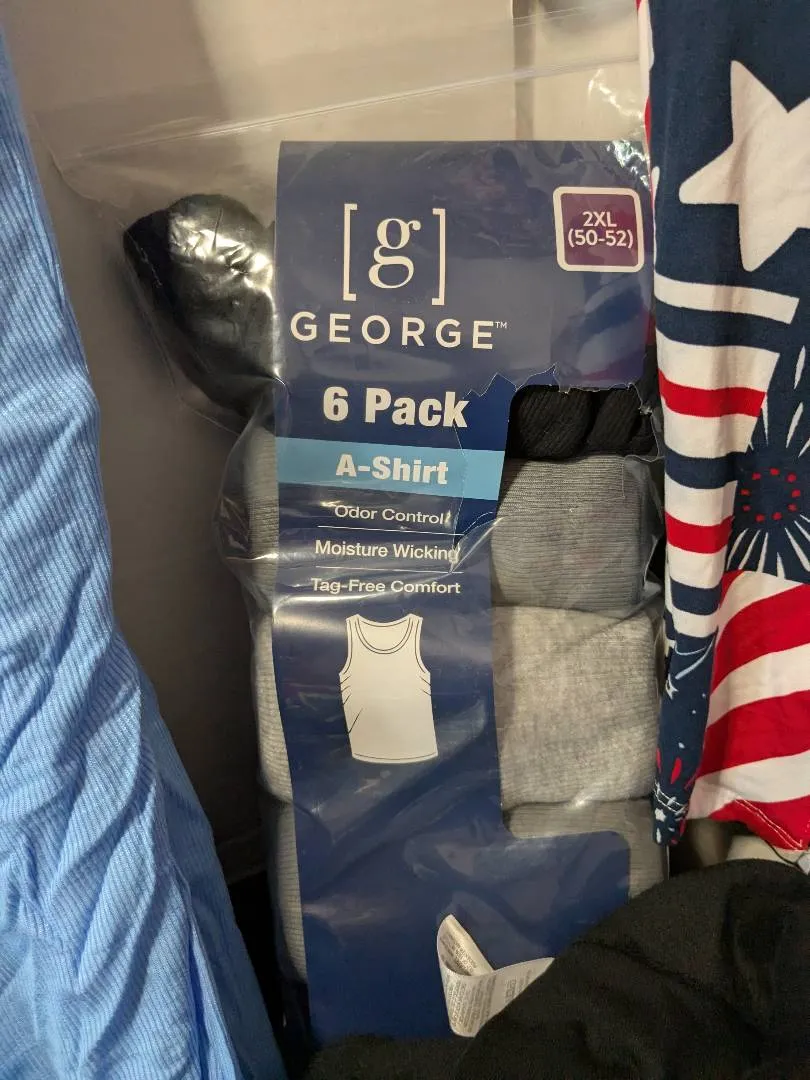 [g]
GEORGE™
2XL
(50-52)
6 Pack
A-Shirt
Odor Control
Moisture Wicking
Tag-Free Comfort